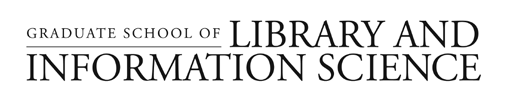 GRADUATE SCHOOL OF LIBRARY AND
INFORMATION SCIENCE